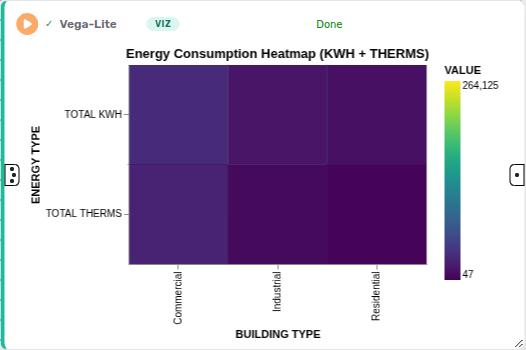 ✓ Vega-Lite VIZ Done
Energy Consumption Heatmap (KWH + THERMS)
VALUE
264,125
47
ENERGY TYPE
TOTAL KWH
TOTAL THERMS
Commercial
Industrial
Residential
BUILDING TYPE